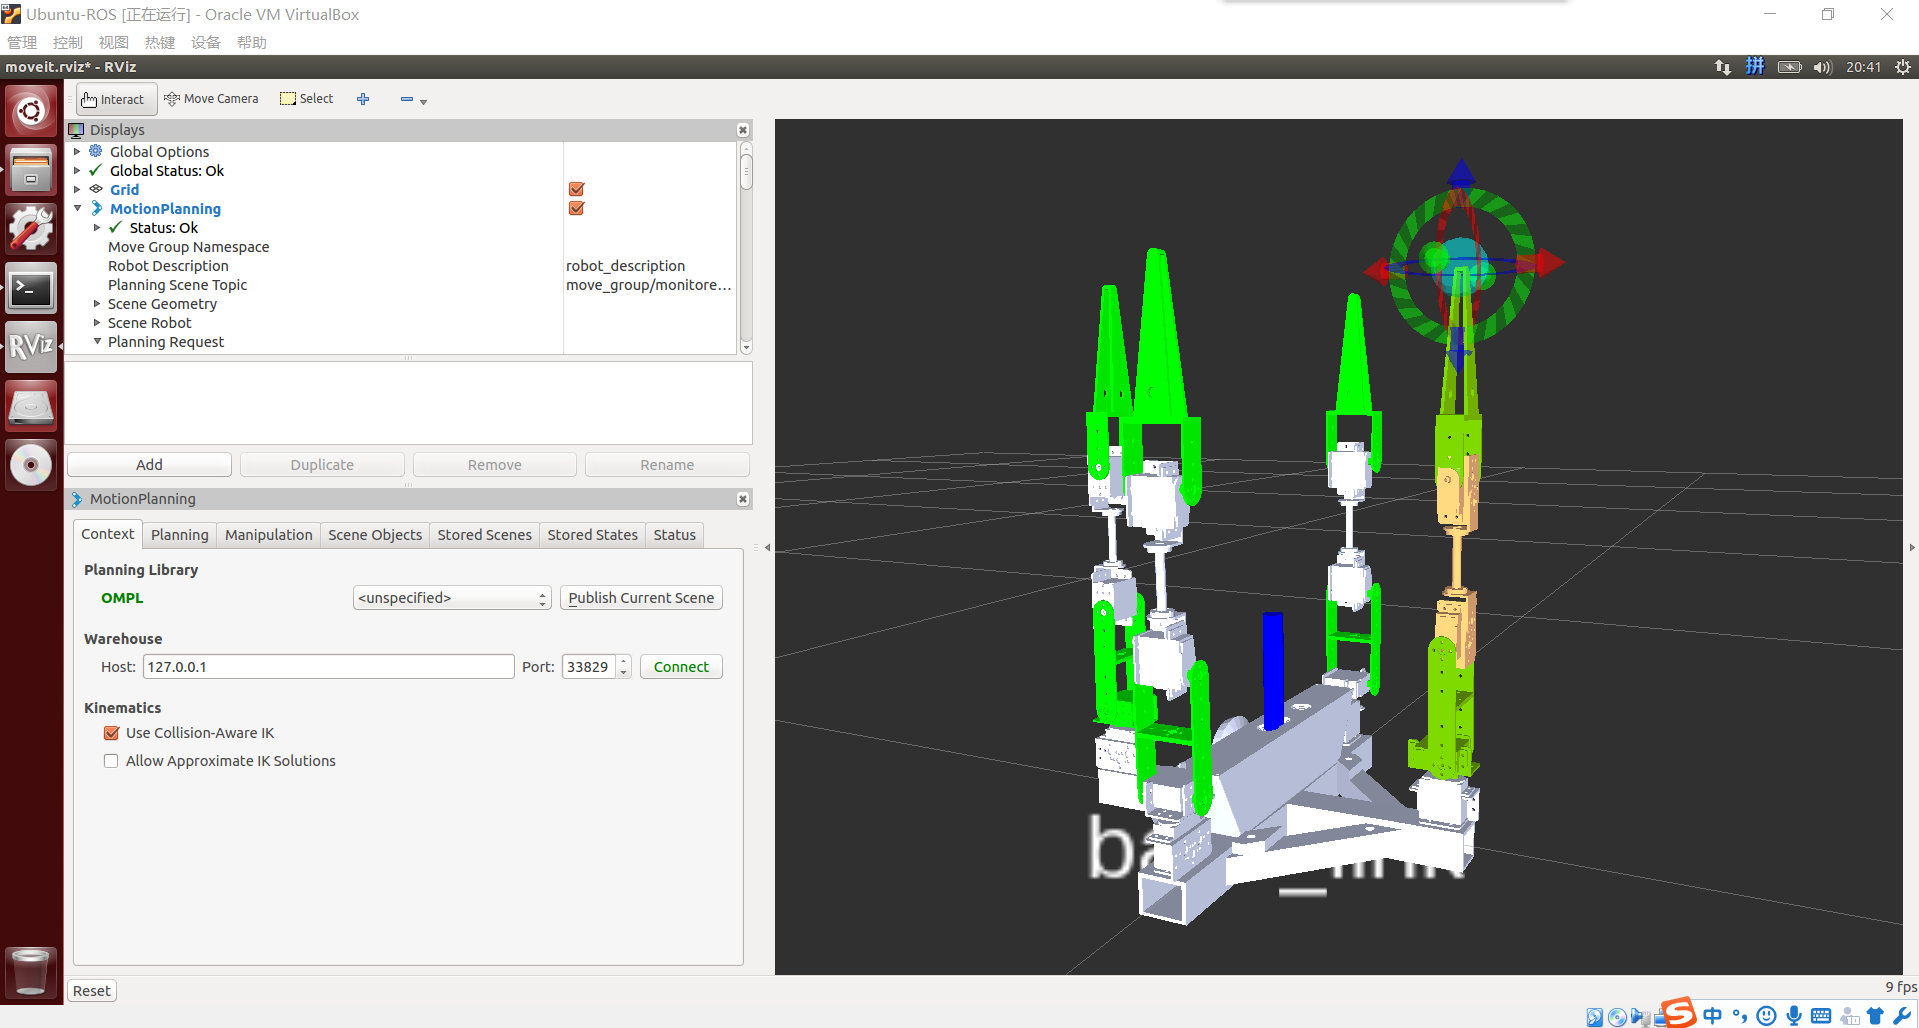 Ubuntu-ROS [正在运行] - Oracle VM VirtualBox
管理 控制 视图 热键 设备 帮助
moveit.rviz* - RViz
拼 20:41
Interact Move Camera Select
Displays
Global Options
Global Status: Ok
Grid
MotionPlanning
Status: Ok
Move Group Namespace
Robot Description robot_description
Planning Scene Topic move_group/monitore...
Scene Geometry
Scene Robot
Planning Request
RViz
Add Duplicate Remove Rename
MotionPlanning
Context Planning Manipulation Scene Objects Stored Scenes Stored States Status
Planning Library
OMPL <unspecified> Publish Current Scene
Warehouse
Host: 127.0.0.1 Port: 33829 Connect
Kinematics
Use Collision-Aware IK
Allow Approximate IK Solutions
Reset
9 fps
S 中